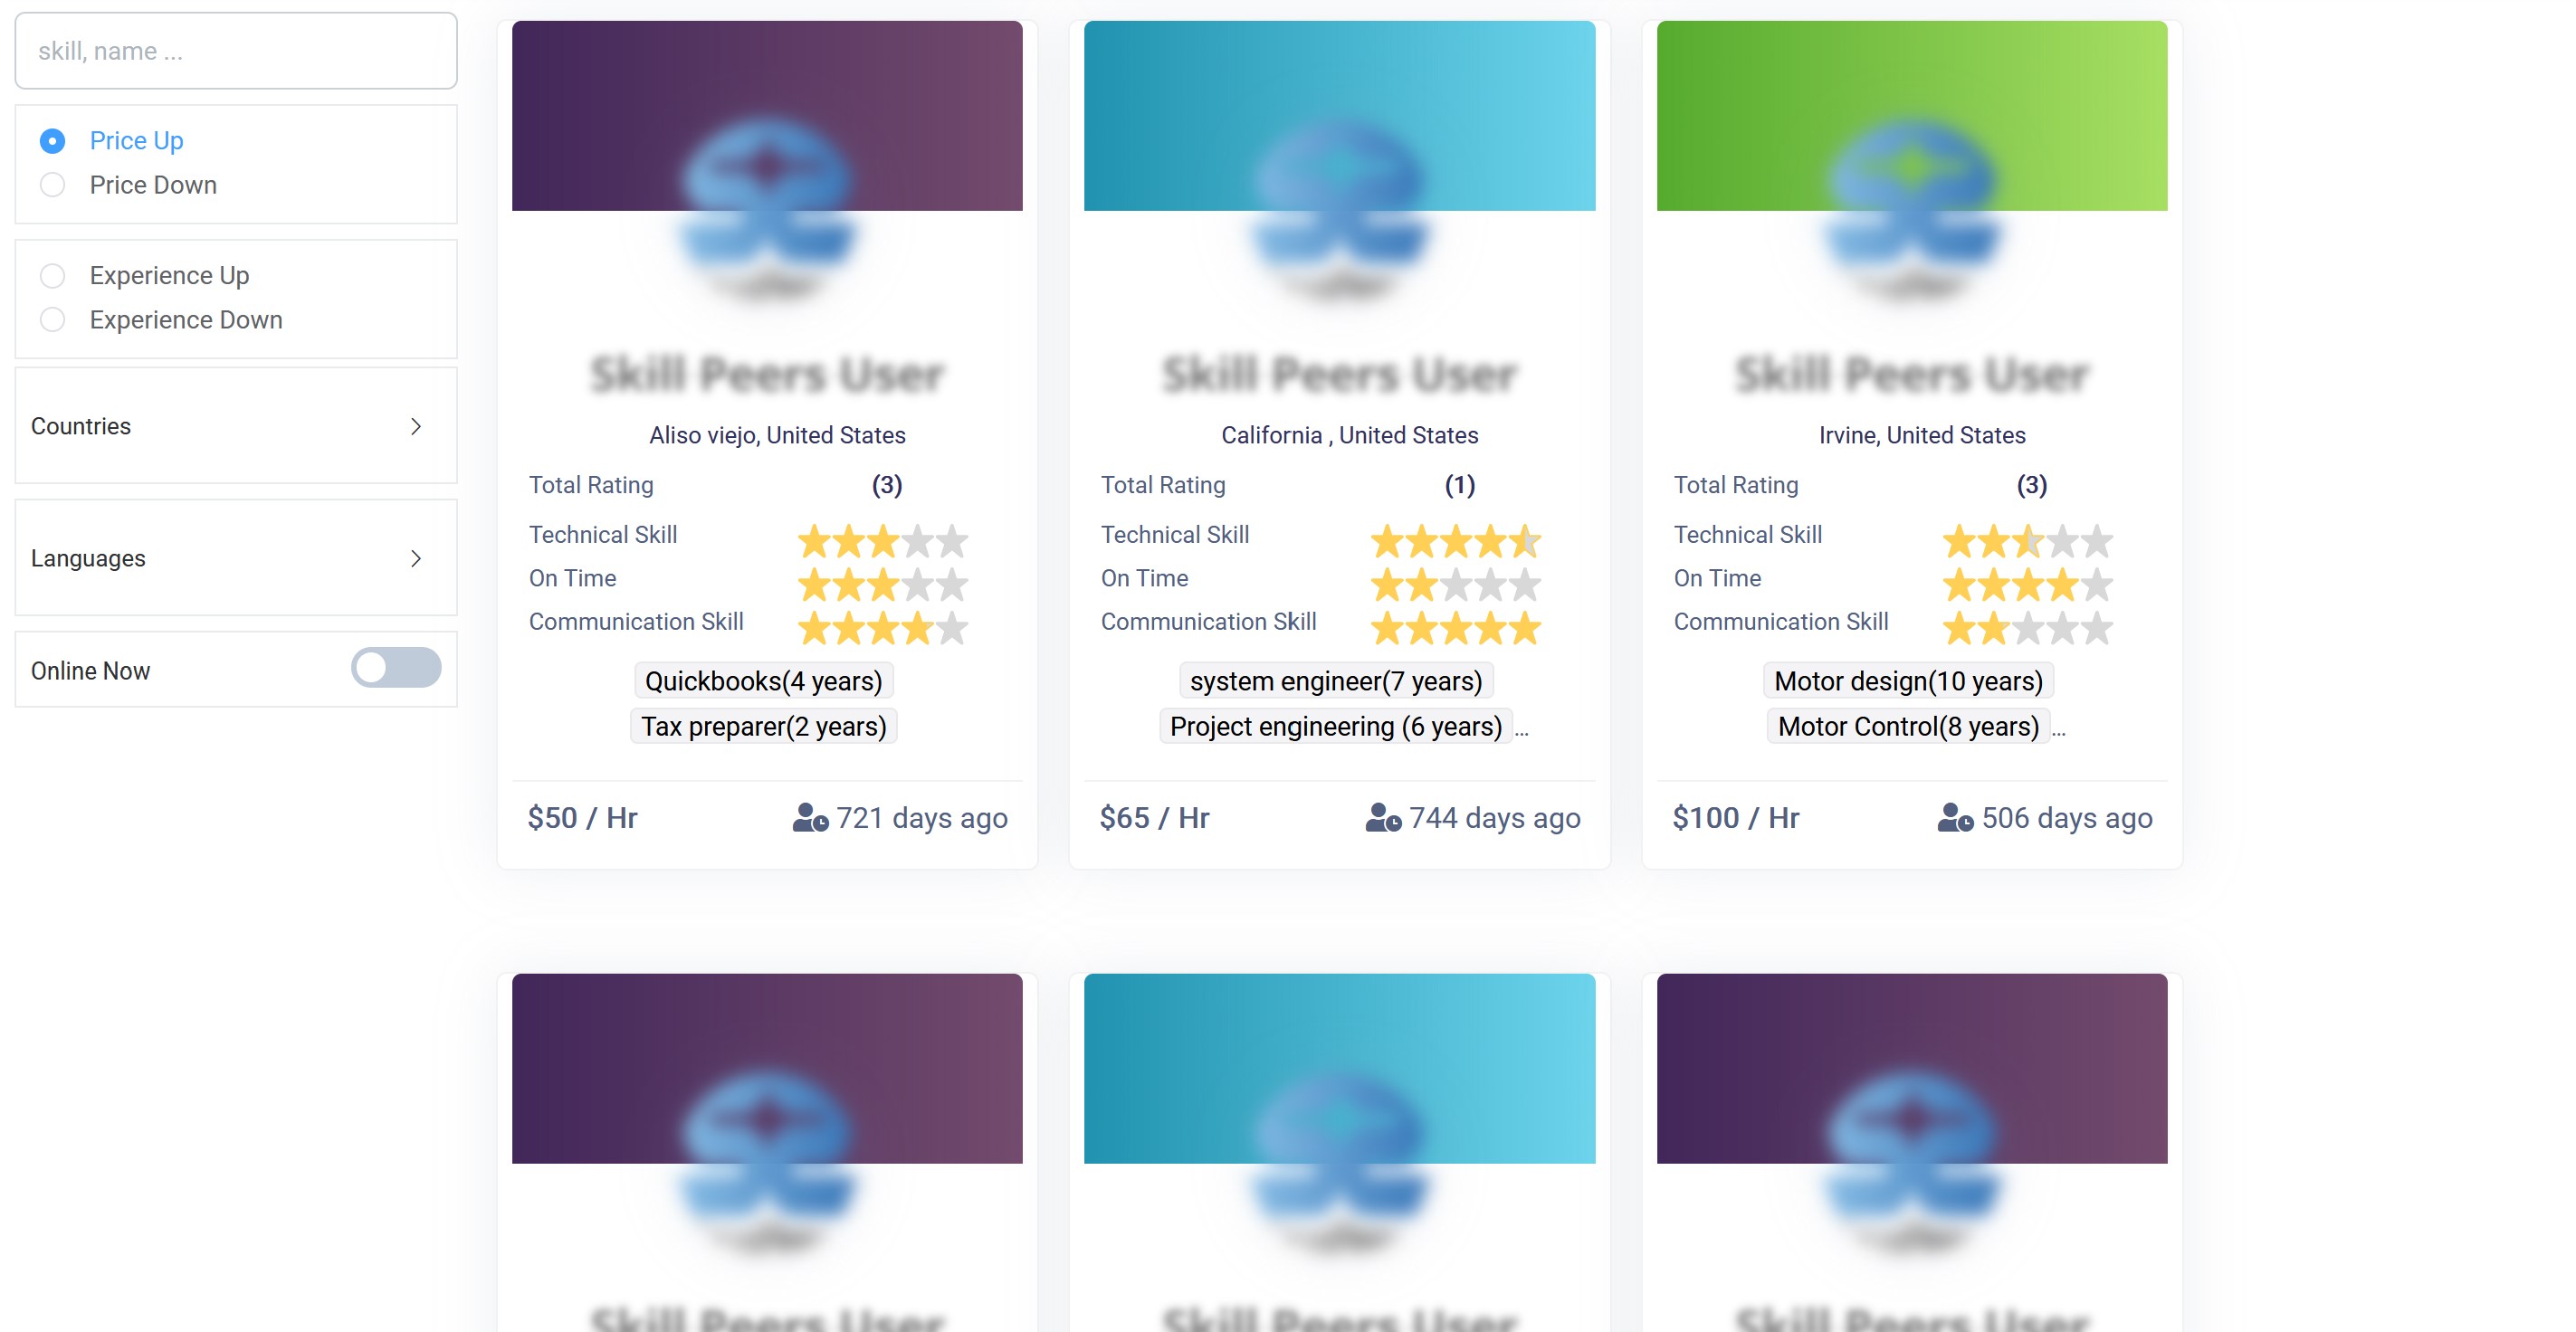 skill, name ...
Price Up
Price Down
Experience Up
Experience Down
Countries
Languages
Online Now
Skill Peers User
Aliso viejo, United States
Total Rating (3)
Technical Skill
On Time
Communication Skill
Quickbooks(4 years)
Tax preparer(2 years)
$50 / Hr 721 days ago
Skill Peers User
California , United States
Total Rating (1)
Technical Skill
On Time
Communication Skill
system engineer(7 years)
Project engineering (6 years) ...
$65 / Hr 744 days ago
Skill Peers User
Irvine, United States
Total Rating (3)
Technical Skill
On Time
Communication Skill
Motor design(10 years)
Motor Control(8 years) ...
$100 / Hr 506 days ago
Skill Peers User
Skill Peers User
Skill Peers User